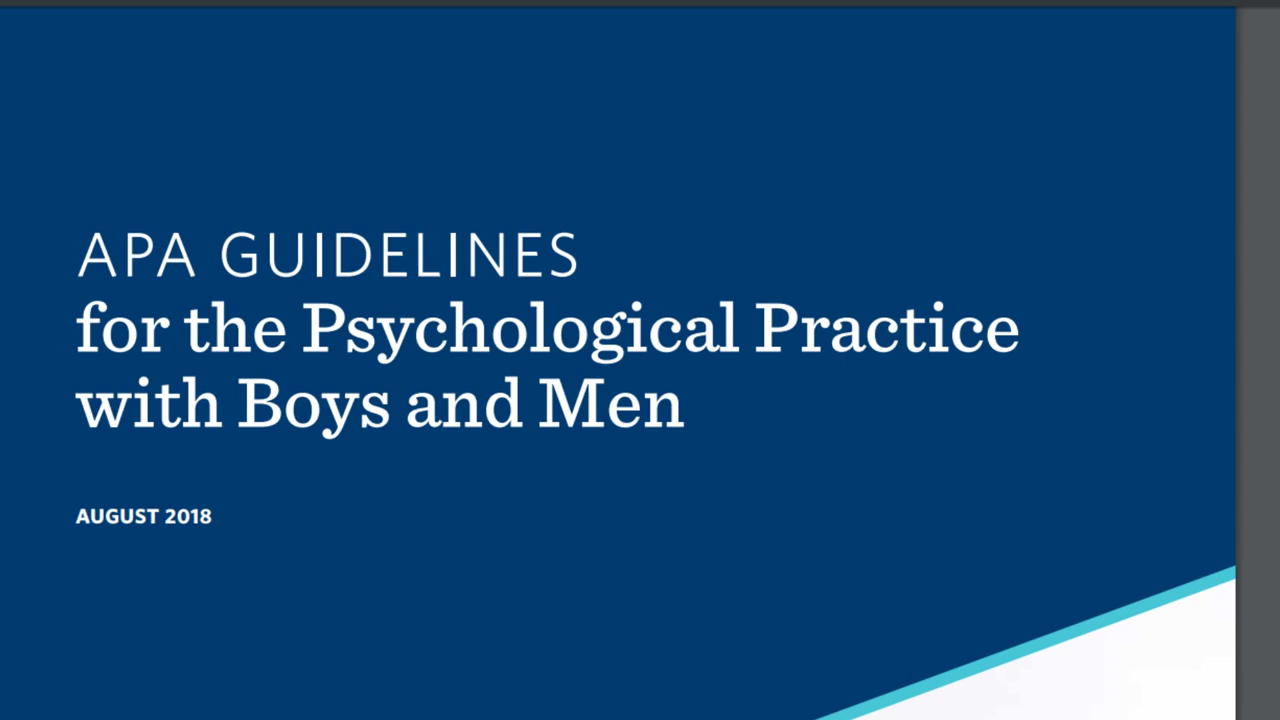 APA GUIDELINES
for the Psychological Practice
with Boys and Men
AUGUST 2018